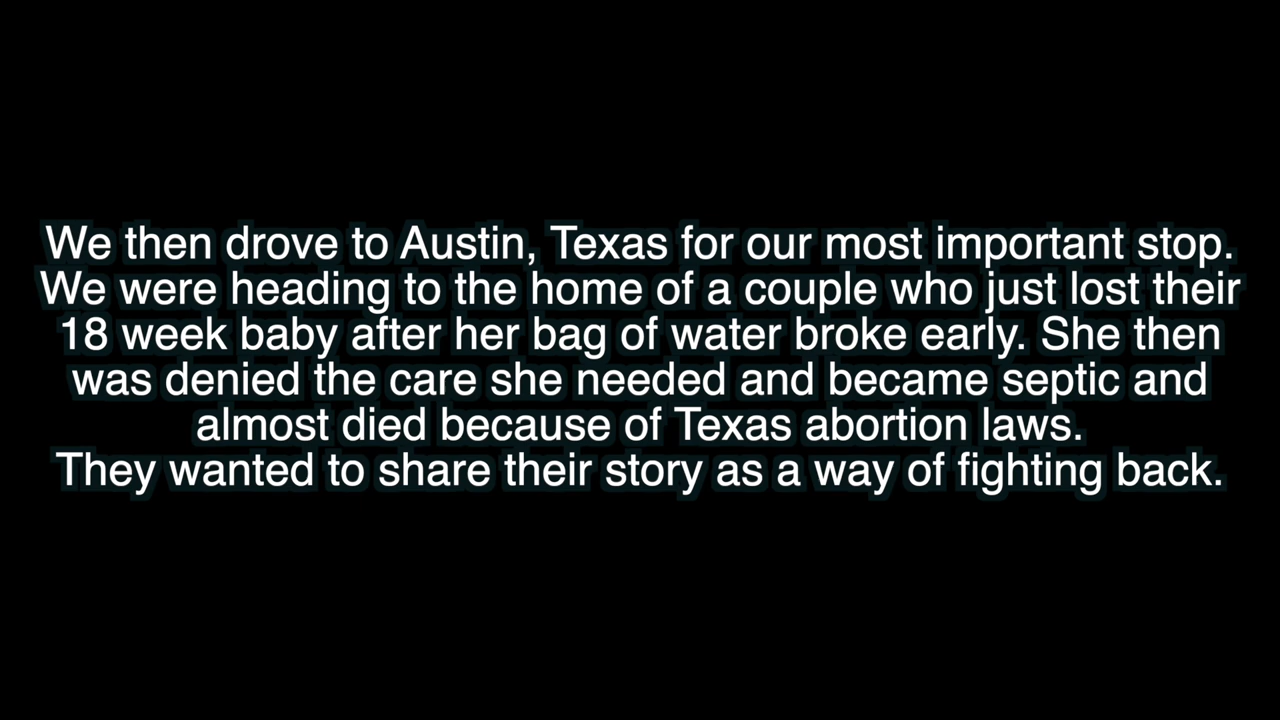 We then drove to Austin, Texas for our most important stop.
We were heading to the home of a couple who just lost their
18 week baby after her bag of water broke early. She then
was denied the care she needed and became septic and
almost died because of Texas abortion laws.
They wanted to share their story as a way of fighting back.